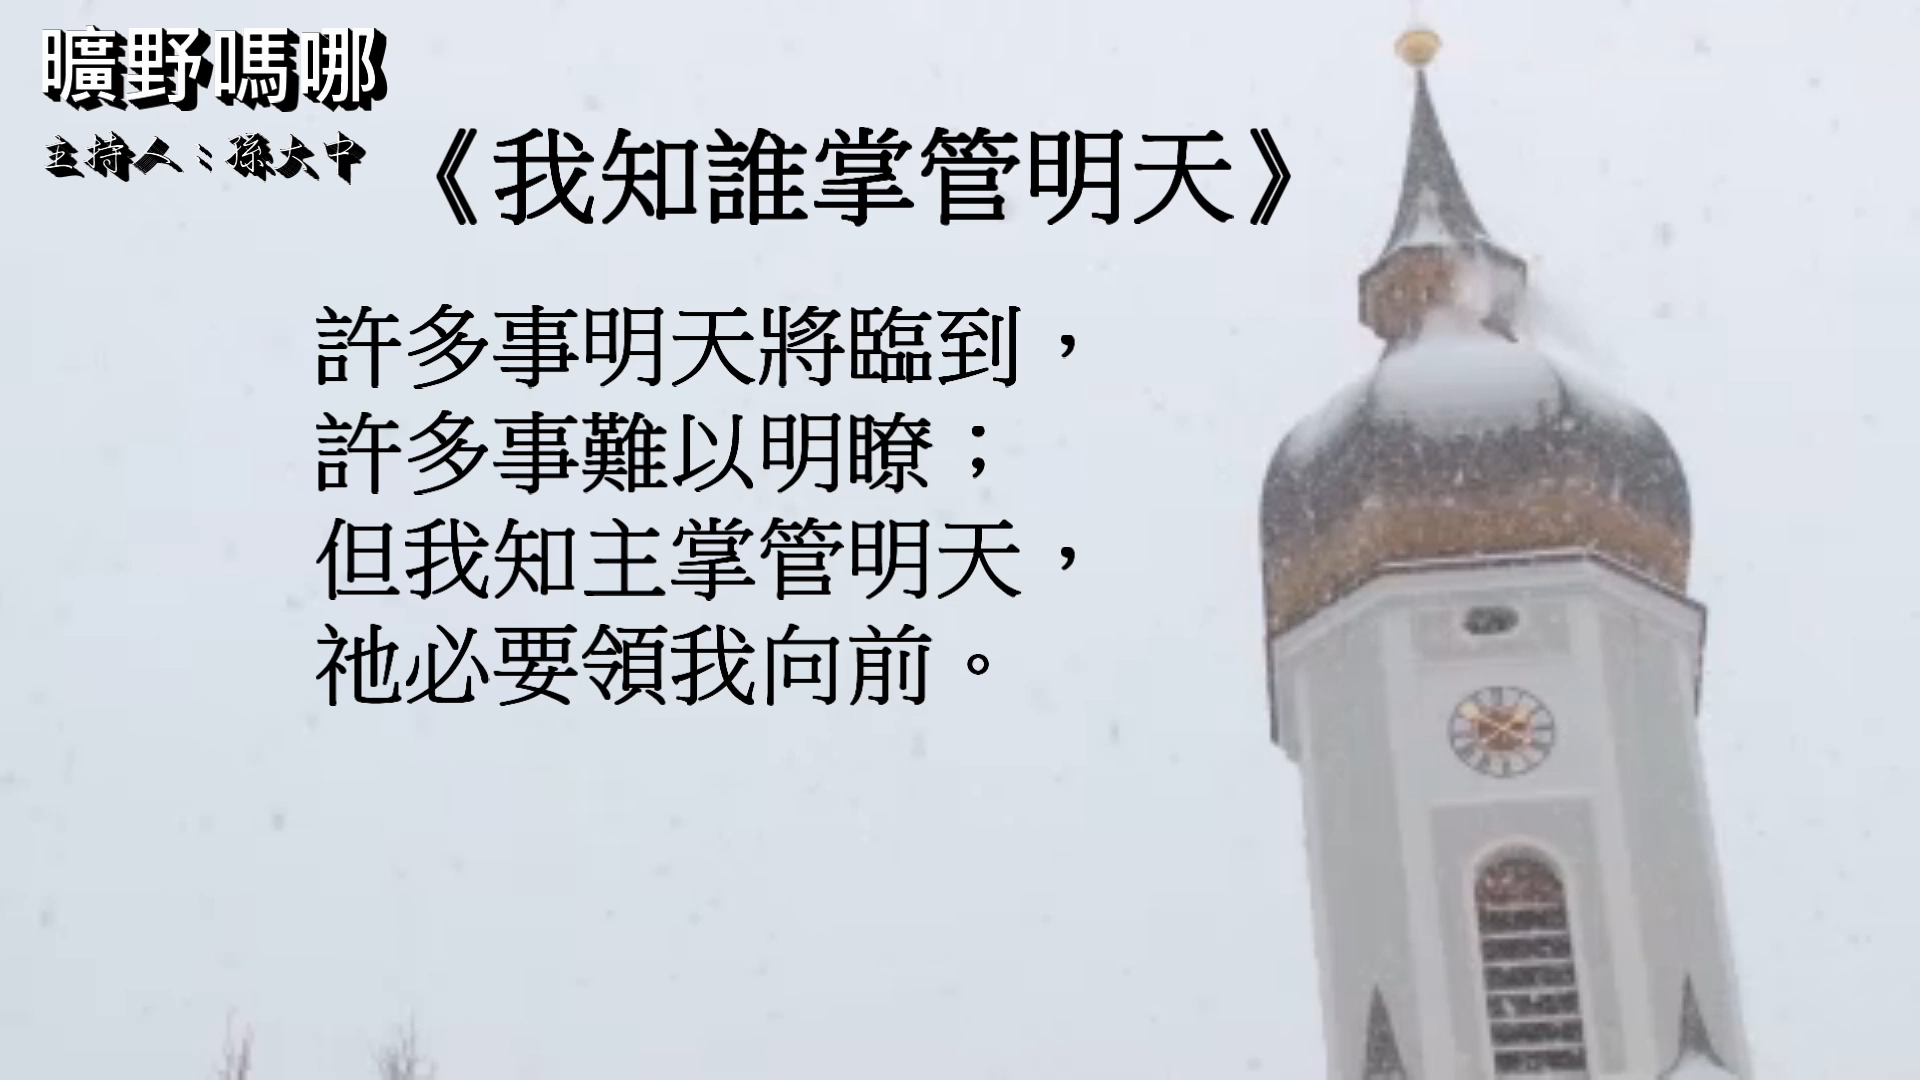 曠野嗎哪
主持人：孫大中
《我知誰掌管明天》
許多事明天將臨到，
許多事難以明瞭；
但我知主掌管明天，
祂必要領我向前。